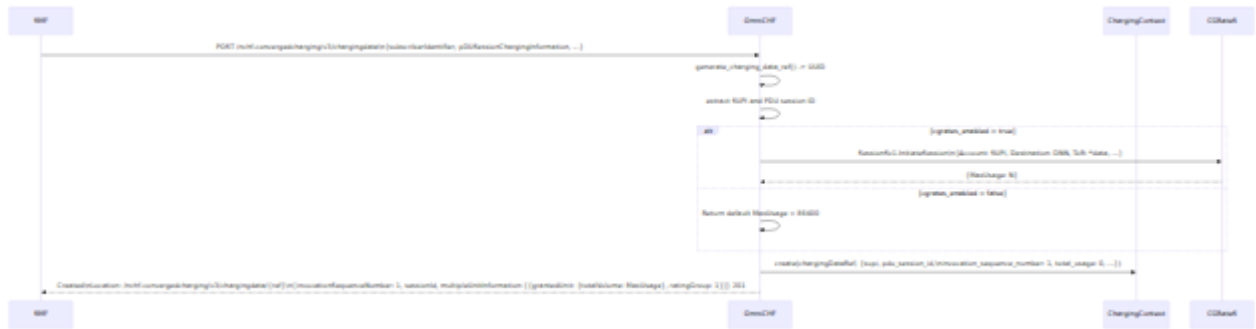 SMF OmniCHF ChargingContext CGRateS
POST /nchf-convergedcharging/v3/chargingdata\n{subscriberIdentifier, pDUSessionChargingInformation, ...}
generate_charging_data_ref() -> UUID
extract SUPI and PDU session ID
alt [cgrates_enabled = true]
SessionSv1.InitiateSession\n{Account: SUPI, Destination: DNN, ToR: *data, ...}
{MaxUsage: N}
[cgrates_enabled = false]
Return default MaxUsage = 86400
create(chargingDataRef, {supi, pdu_session_id,\ninvocation_sequence_number: 1, total_usage: 0, ...})
/nchf-convergedcharging/v3/chargingdata/{ref}\n{invocationSequenceNumber: 1, sessionId, multipleUnitInformation: [{grantedUnit: {totalVolume: MaxUsage}, ratingGroup: 1}]} 201
SMF OmniCHF ChargingContext CGRateS